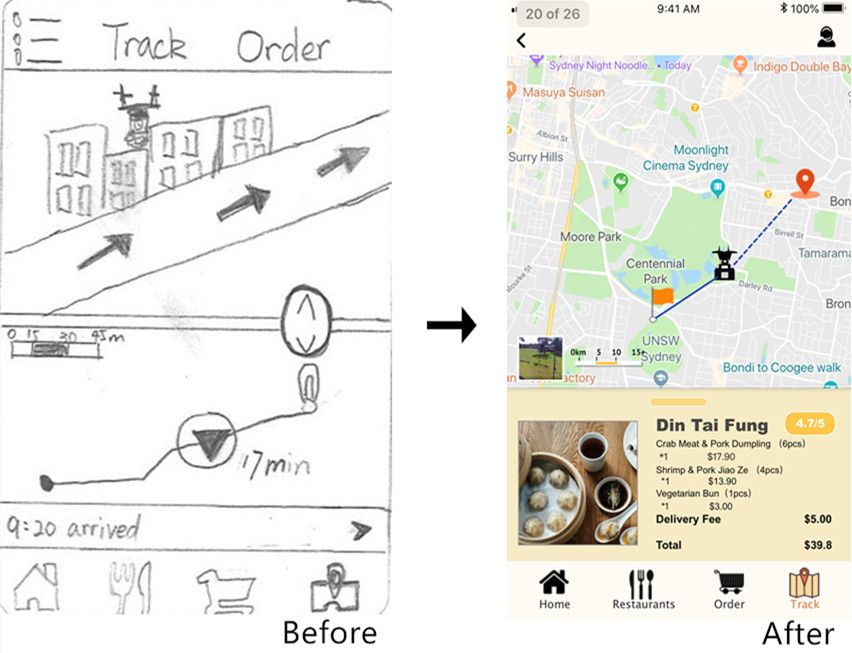 Track Order
0 15 30 45m
17min
9:20 arrived
Before
20 of 26
9:41 AM
100%
Sydney Night Noodle... • Today
Indigo Double Bay
Masuya Suisan
Albion St
Surry Hills
Moonlight
Cinema Sydney
Bon
Moore Park
Birrell St
Tamarama
Centennial
Park
Darley Rd
Bron
UNSW
Sydney
0km 5 10 15+
Bondi to Coogee walk
actory
Din Tai Fung 4.7/5
Crab Meat & Pork Dumpling (6pcs)
*1 $17.90
Shrimp & Pork Jiao Ze (4pcs)
*1 $13.90
Vegetarian Bun (1pcs)
*1 $3.00
Delivery Fee $5.00
Total $39.8
Home Restaurants Order Track
After